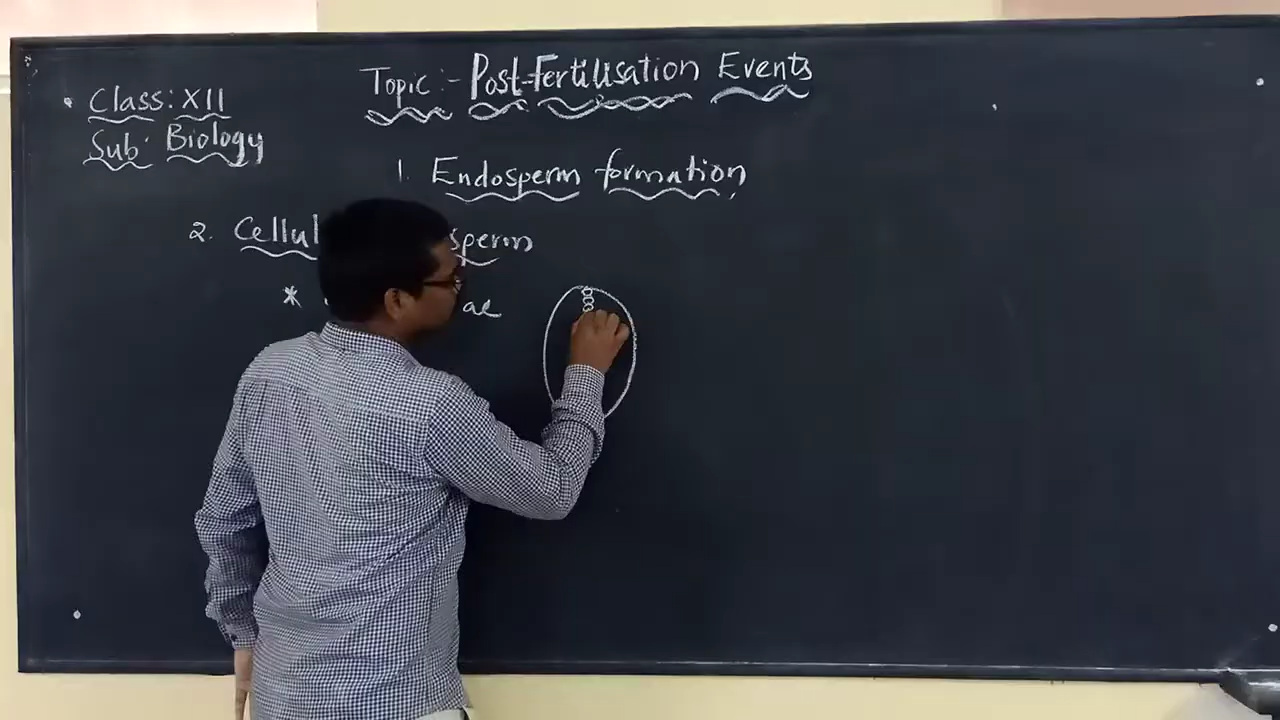 Topic:- Post-Fertilisation Events
Class: XII
Sub: Biology
1. Endosperm formation
2. Cellul sperm
* ae